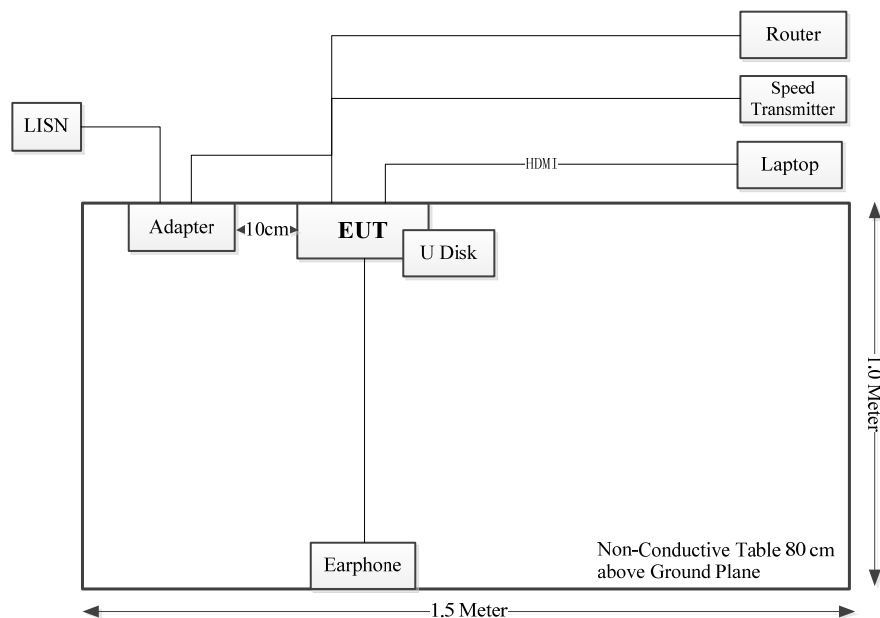 Router
Speed
Transmitter
LISN
HDMI
Laptop
Adapter
10cm
EUT
U Disk
1.0 Meter
Earphone
Non-Conductive Table 80 cm
above Ground Plane
1.5 Meter